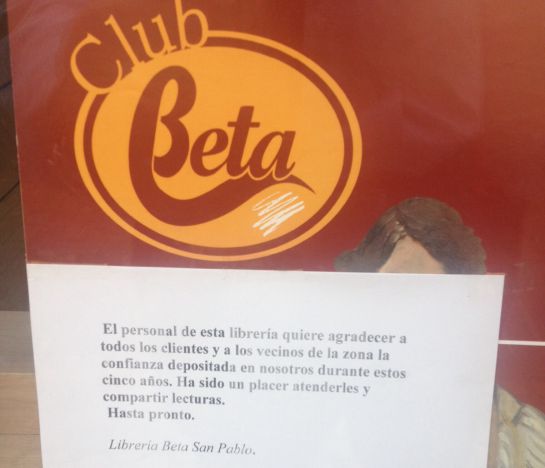 Club
Beta
El personal de esta librería quiere agradecer a
todos los clientes y a los vecinos de la zona la
confianza depositada en nosotros durante estos
cinco años. Ha sido un placer atenderles y
compartir lecturas.
Hasta pronto.
Librería Beta San Pablo.